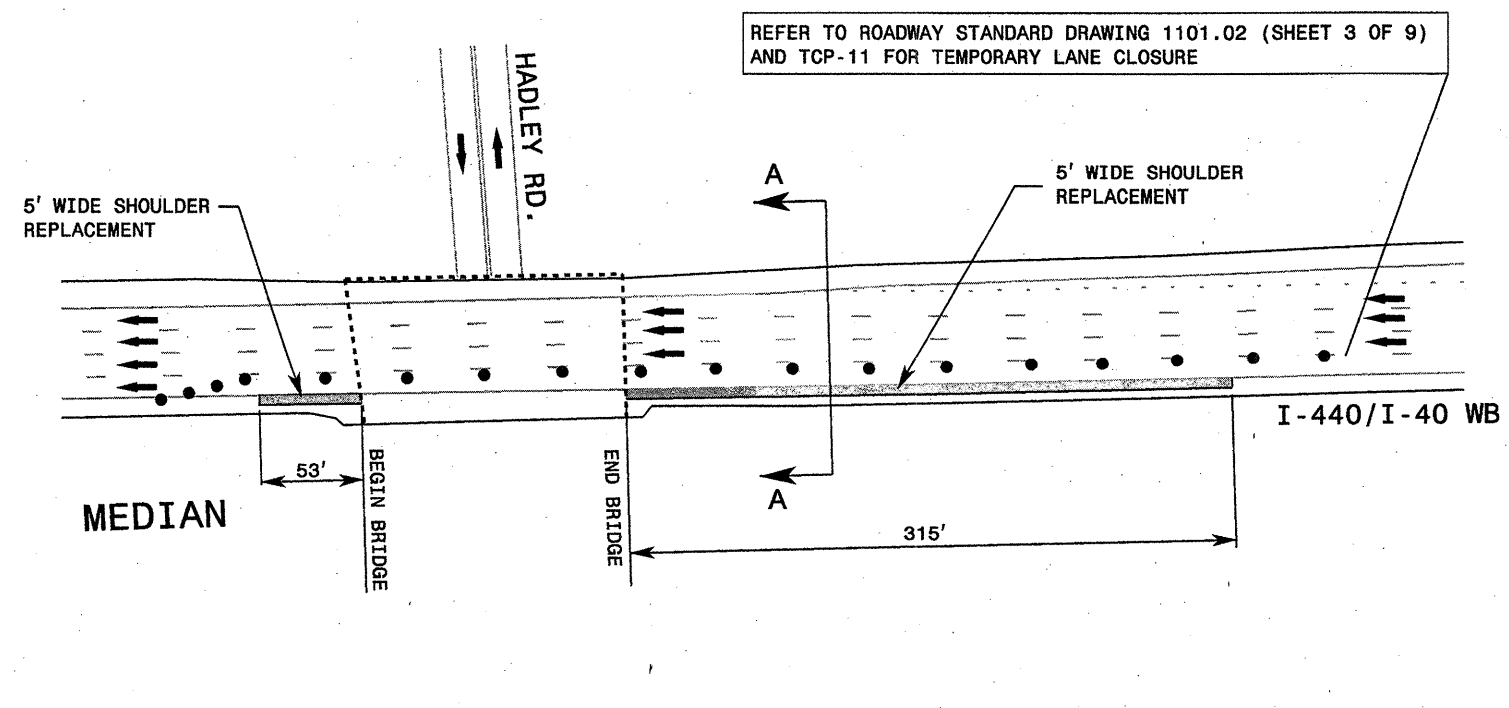 REFER TO ROADWAY STANDARD DRAWING 1101.02 (SHEET 3 OF 9)
AND TCP-11 FOR TEMPORARY LANE CLOSURE
HADLEY RD.
A
5' WIDE SHOULDER
REPLACEMENT
5' WIDE SHOULDER
REPLACEMENT
I-440/I-40 WB
53'
BEGIN BRIDGE
END BRIDGE
A
MEDIAN
315'